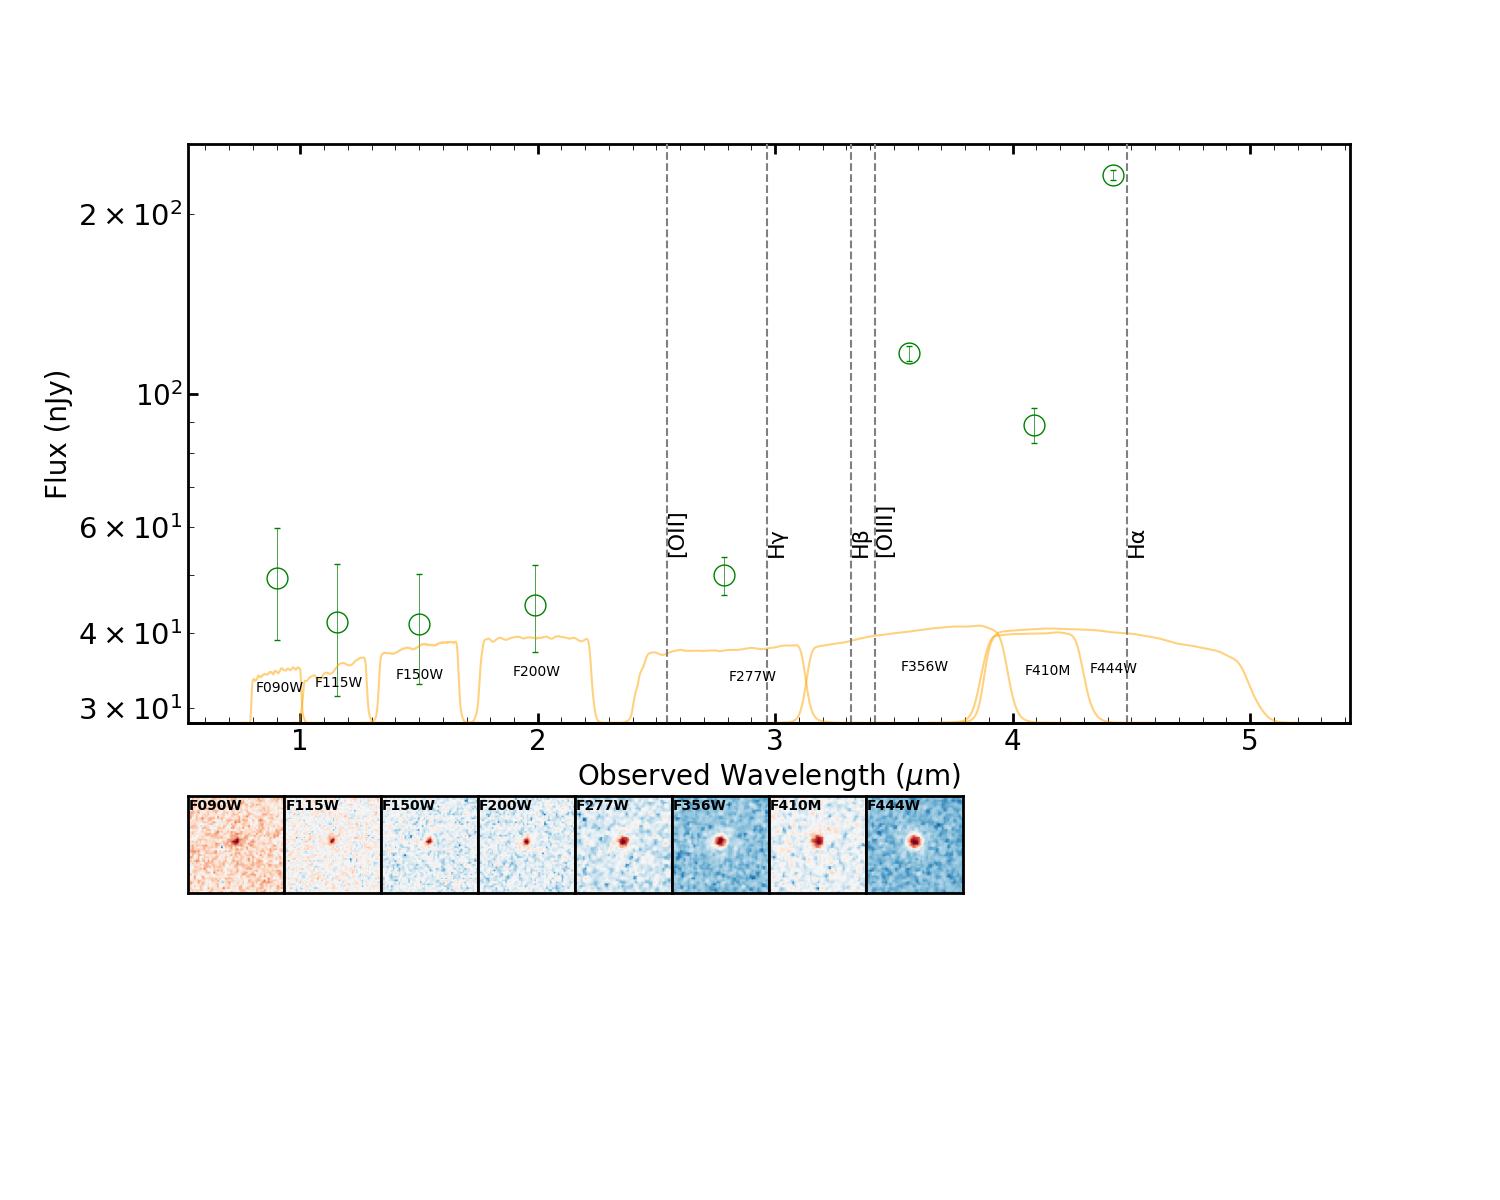 Flux (nJy)
2 × 10²
10²
6 × 10¹
4 × 10¹
3 × 10¹
[OII]
Hγ
Hβ
[OIII]
Hα
F090W
F115W
F150W
F200W
F277W
F356W
F410M
F444W
1 2 3 4 5
Observed Wavelength (μm)
F090W F115W F150W F200W F277W F356W F410M F444W